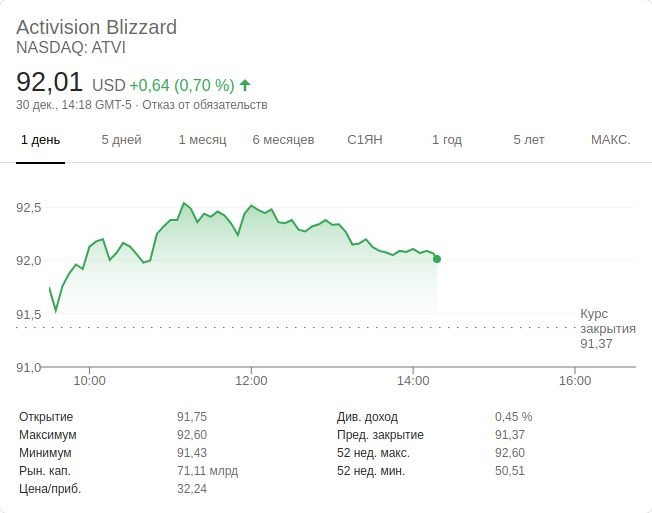 Activision Blizzard
NASDAQ: ATVI
92,01 USD +0,64 (0,70 %)
30 дек., 14:18 GMT-5 · Отказ от обязательств
1 день 5 дней 1 месяц 6 месяцев С1ЯН 1 год 5 лет МАКС.
92,5
92,0
91,5
Курс
закрытия
91,37
91,0
10:00 12:00 14:00 16:00
Открытие 91,75 Див. доход 0,45 %
Максимум 92,60 Пред. закрытие 91,37
Минимум 91,43 52 нед. макс. 92,60
Рын. кап. 71,11 млрд 52 нед. мин. 50,51
Цена/приб. 32,24